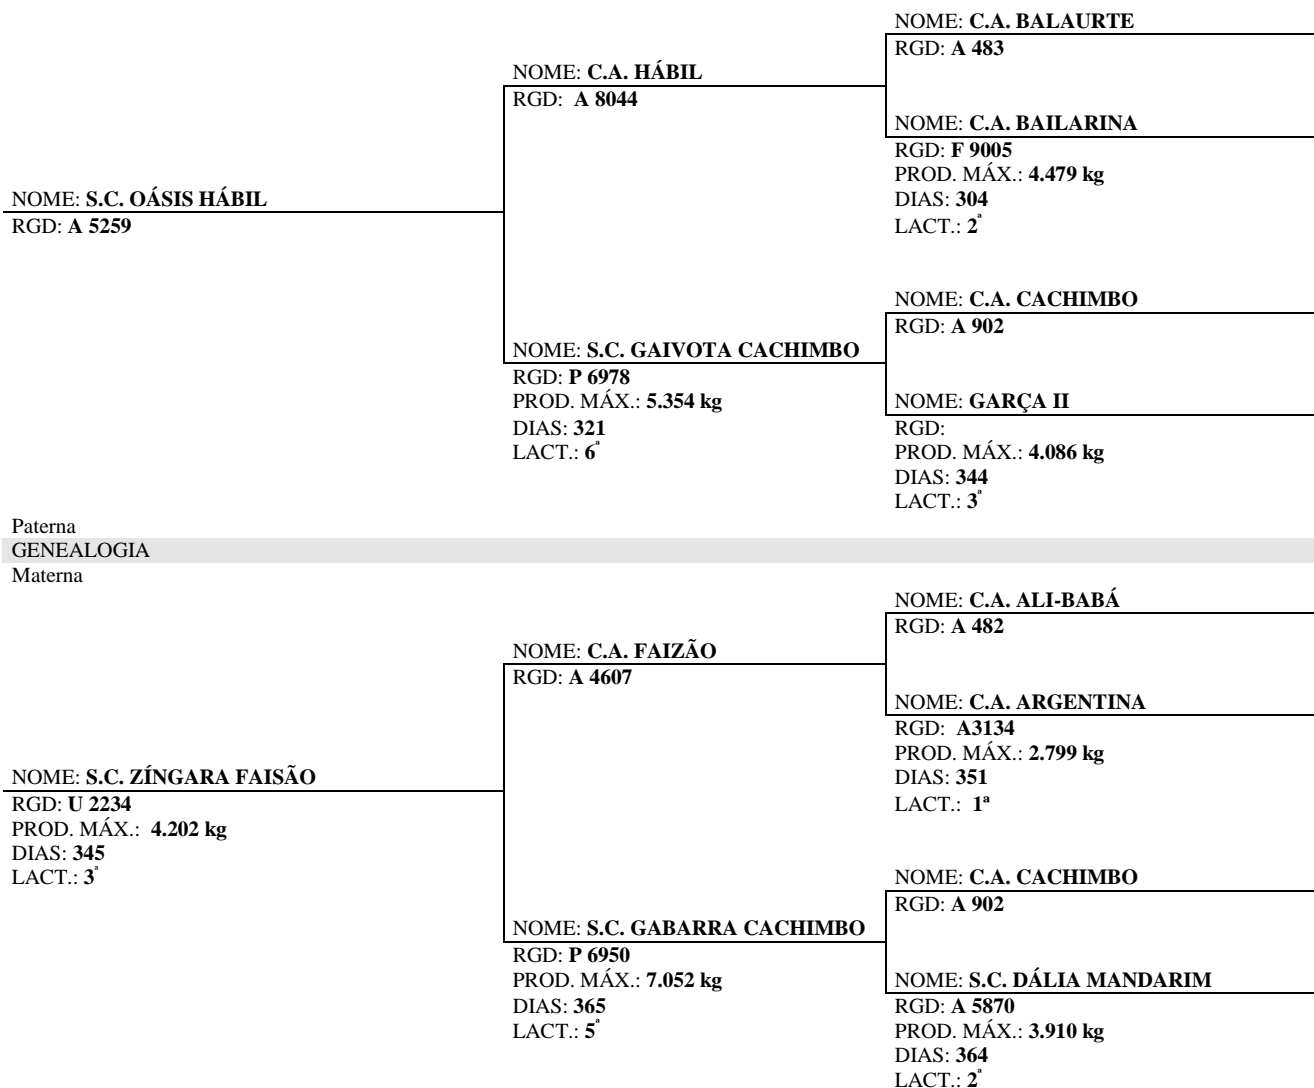 NOME: C.A. BALAURTE
RGD: A 483
NOME: C.A. HÁBIL
RGD: A 8044
NOME: C.A. BAILARINA
RGD: F 9005
PROD. MÁX.: 4.479 kg
DIAS: 304
LACT.: 2ª
NOME: S.C. OÁSIS HÁBIL
RGD: A 5259
NOME: C.A. CACHIMBO
RGD: A 902
NOME: S.C. GAIVOTA CACHIMBO
RGD: P 6978
PROD. MÁX.: 5.354 kg
DIAS: 321
LACT.: 6ª
NOME: GARÇA II
RGD:
PROD. MÁX.: 4.086 kg
DIAS: 344
LACT.: 3ª
Paterna
GENEALOGIA
Materna
NOME: C.A. ALI-BABÁ
RGD: A 482
NOME: C.A. FAIZÃO
RGD: A 4607
NOME: C.A. ARGENTINA
RGD: A3134
PROD. MÁX.: 2.799 kg
DIAS: 351
LACT.: 1ª
NOME: S.C. ZÍNGARA FAISÃO
RGD: U 2234
PROD. MÁX.: 4.202 kg
DIAS: 345
LACT.: 3ª
NOME: C.A. CACHIMBO
RGD: A 902
NOME: S.C. GABARRA CACHIMBO
RGD: P 6950
PROD. MÁX.: 7.052 kg
DIAS: 365
LACT.: 5ª
NOME: S.C. DÁLIA MANDARIM
RGD: A 5870
PROD. MÁX.: 3.910 kg
DIAS: 364
LACT.: 2ª